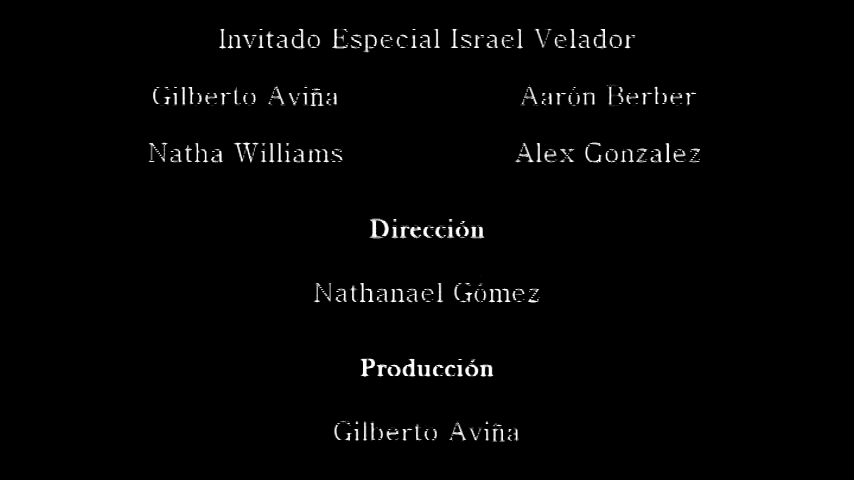 Invitado Especial Israel Velador
Gilberto Aviña Aarón Berber
Natha Williams Alex Gonzalez
Dirección
Nathanael Gómez
Producción
Gilberto Aviña